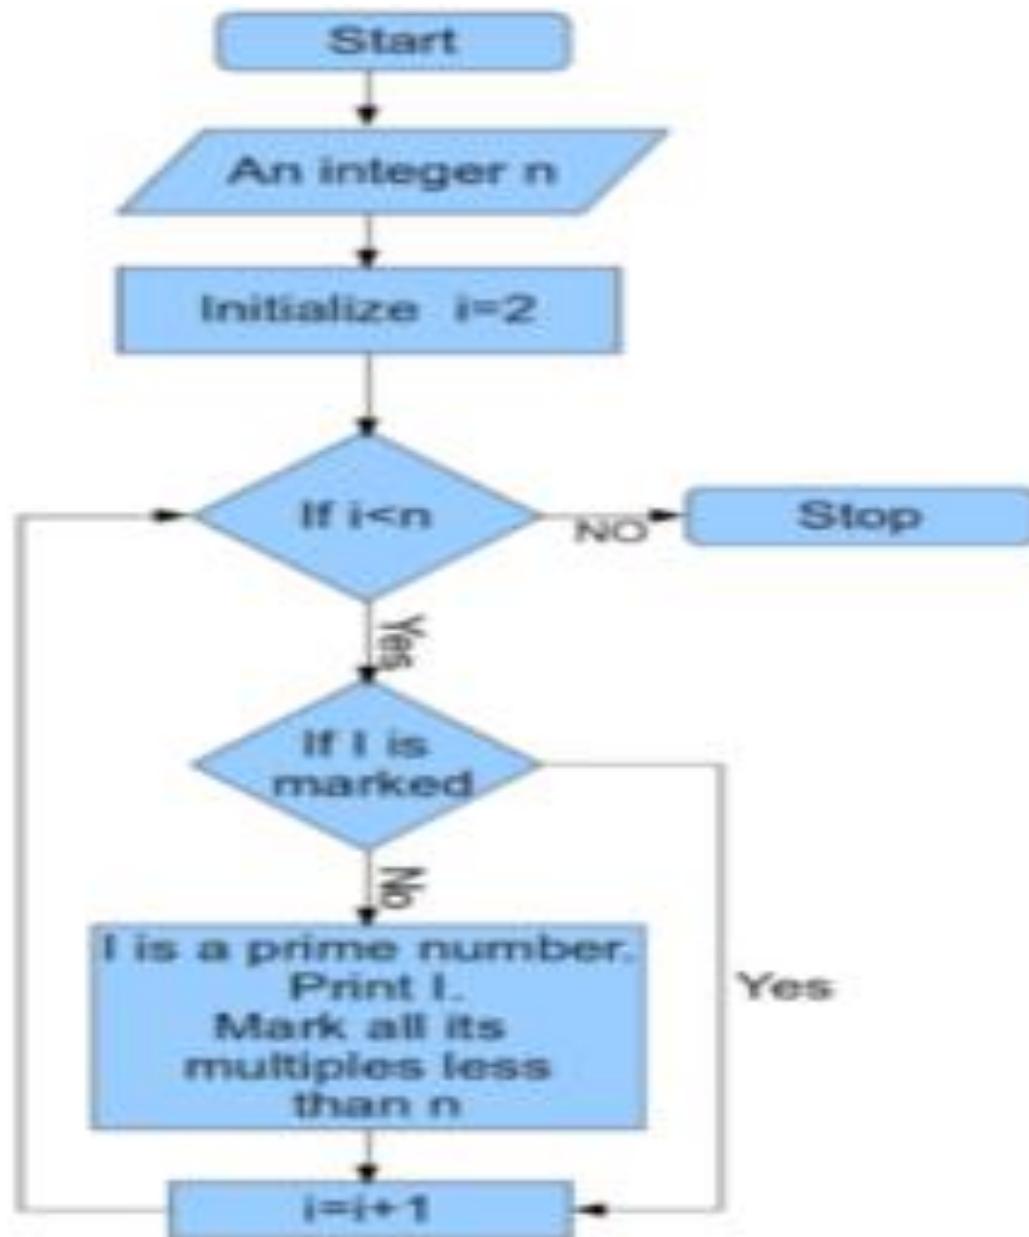 Start
An integer n
Initialize i=2
If i<n
NO
Stop
Yes
If I is
marked
No
I is a prime number.
Print I.
Mark all its
multiples less
than n
Yes
i=i+1